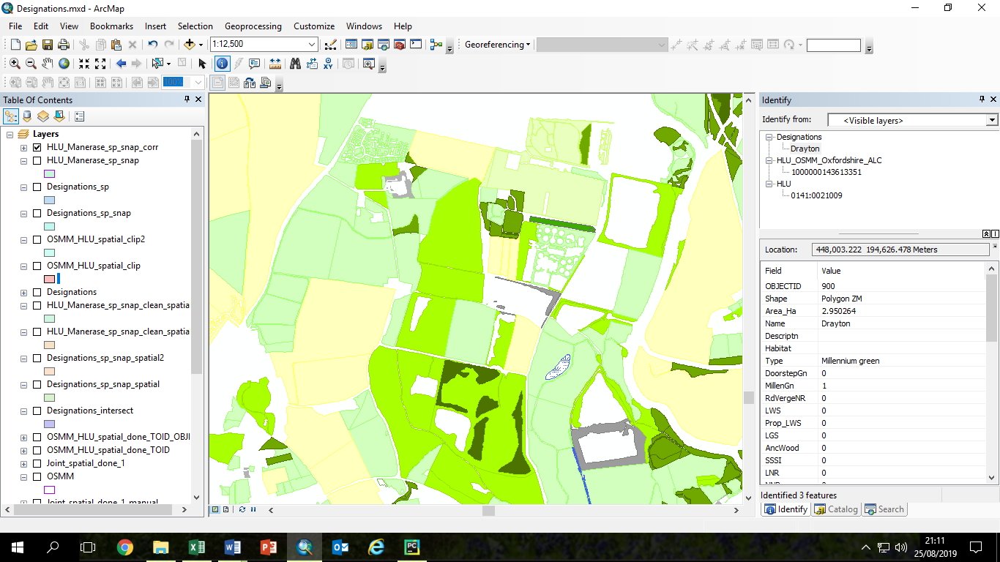 Designations.mxd - ArcMap
File Edit View Bookmarks Insert Selection Geoprocessing Customize Windows Help
1:12,500
Georeferencing
100%
Table Of Contents
Layers
HLU_Manerase_sp_snap_corr
HLU_Manerase_sp_snap
Designations_sp
Designations_sp_snap
OSMM_HLU_spatial_clip2
OSMM_HLU_spatial_clip
Designations
HLU_Manerase_sp_snap_clean_spatia
HLU_Manerase_sp_snap_clean_spatia
Designations_sp_snap_spatial2
Designations_sp_snap_spatial
Designations_intersect
OSMM_HLU_spatial_done_TOID_OBJI
OSMM_HLU_spatial_done_TOID
Joint_spatial_done_1
OSMM
Joint_spatial_done_1_manual
Identify
Identify from: <Visible layers>
Designations
Drayton
HLU_OSMM_Oxfordshire_ALC
1000000143613351
HLU
0141:0021009
Location: 448,003.222 194,626.478 Meters
Field Value
OBJECTID 900
Shape Polygon ZM
Area_Ha 2.950264
Name Drayton
Descriptn
Habitat
Type Millennium green
DoorstepGn 0
MillenGn 1
RdVergeNR 0
LWS 0
Prop_LWS 0
LGS 0
AncWood 0
SSSI 0
LNR 0
Identified 3 features
Identify Catalog Search
21:11
25/08/2019